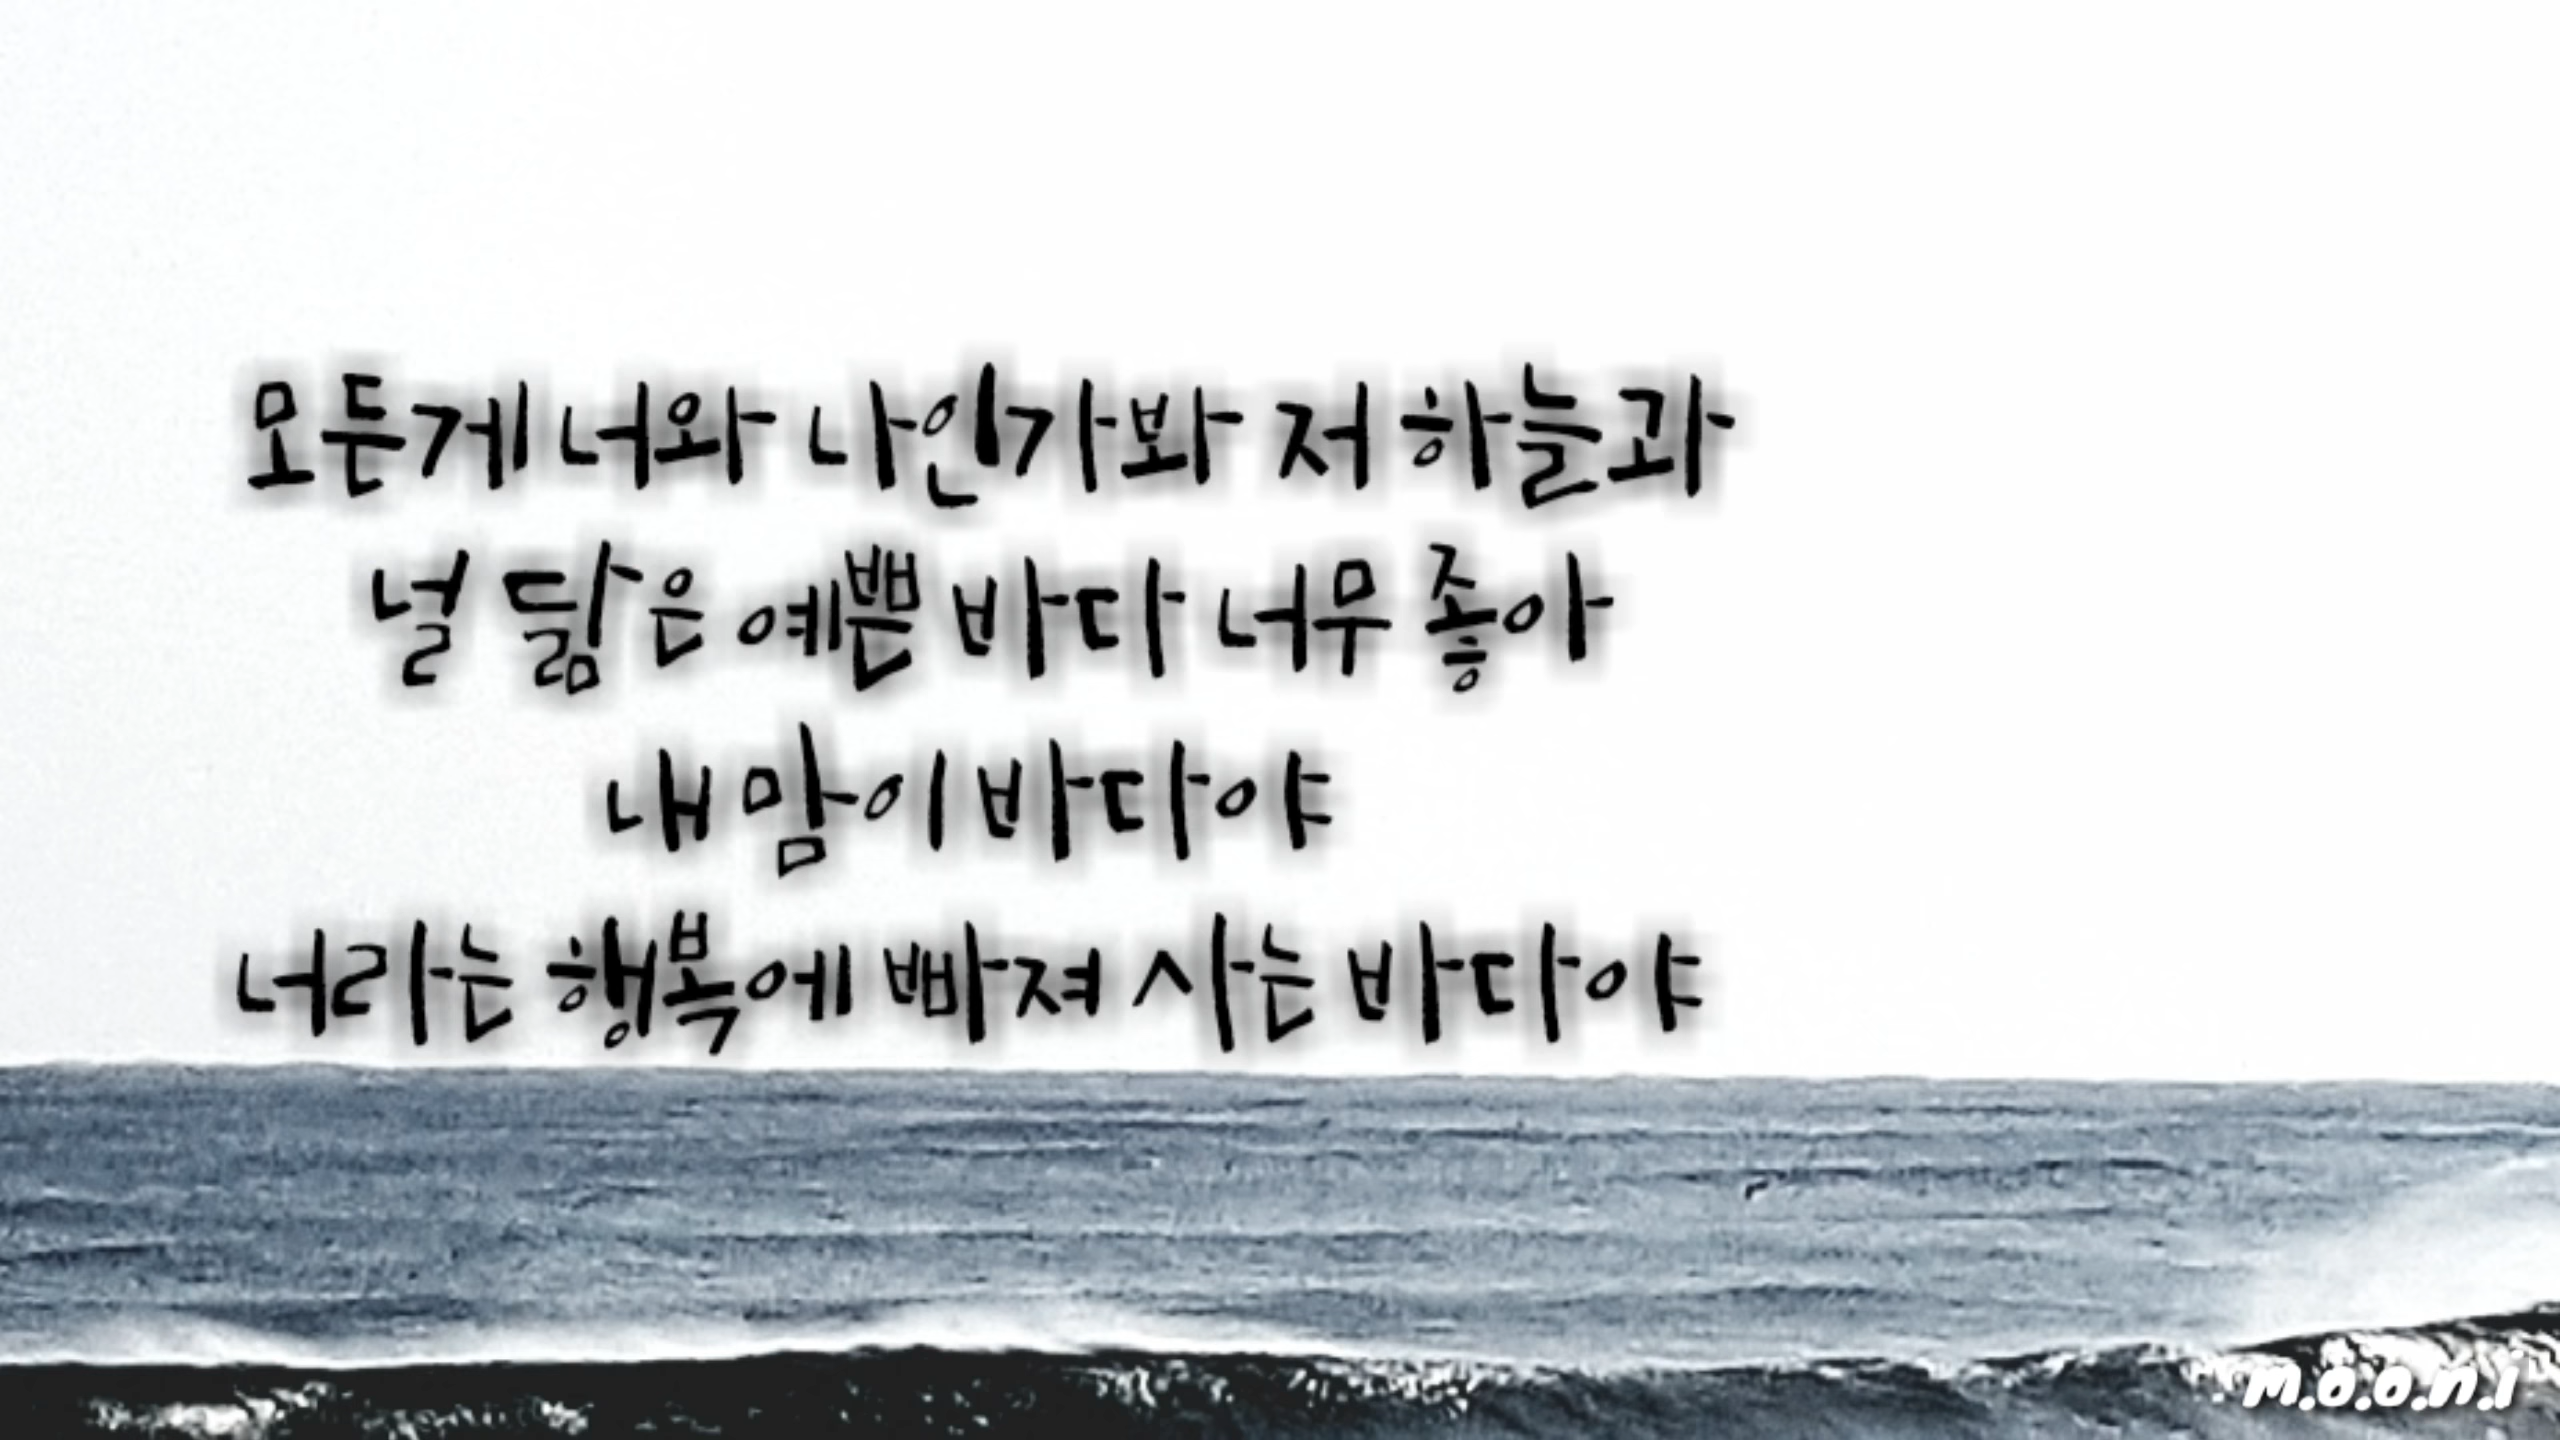 모든게 너와 나인가봐 저 하늘과
널 닮은 예쁜 바다 너무 좋아
내 맘이 바다야
너라는 행복에 빠져 사는 바다야
m.o.o.n.i